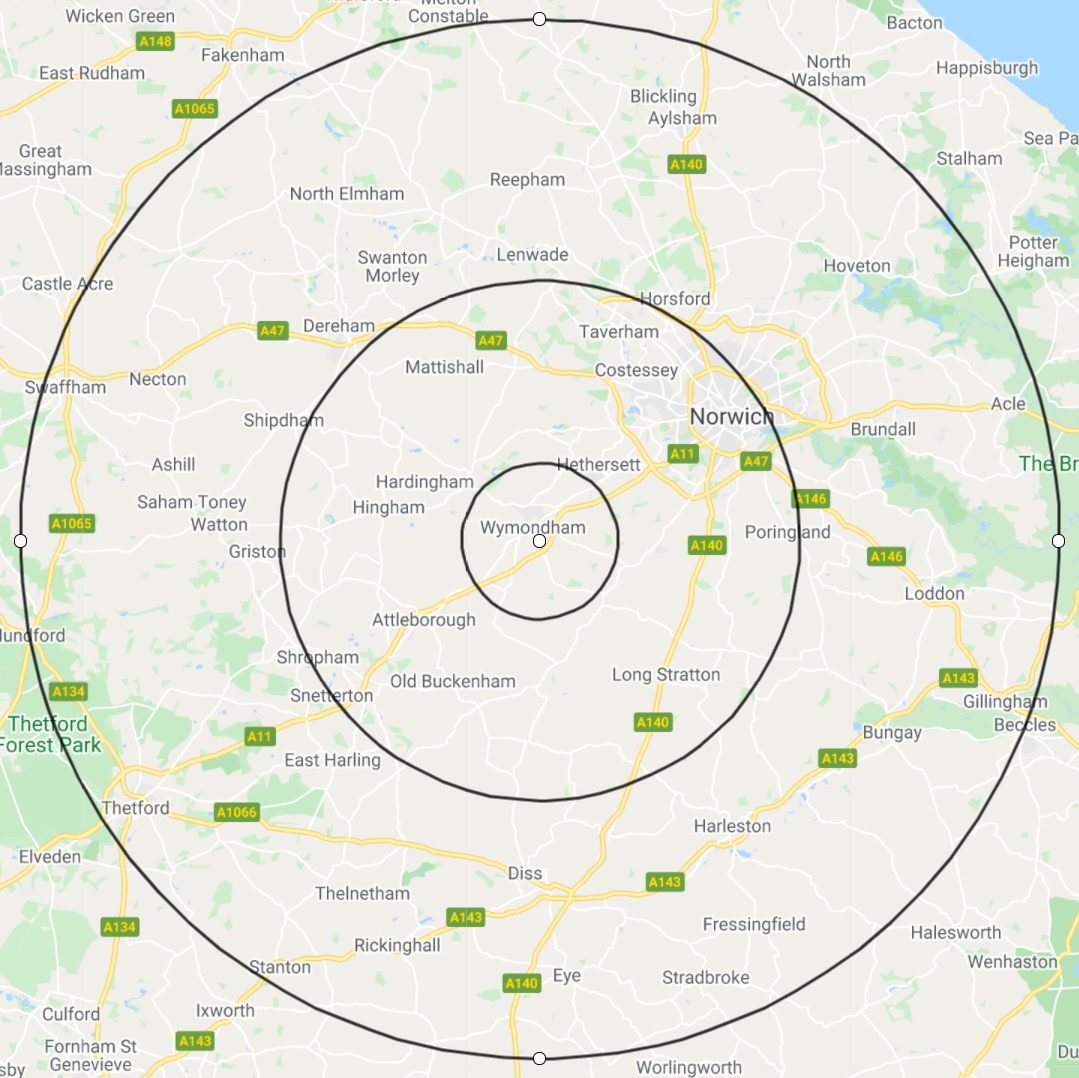 Wicken Green
Melton
Constable
Bacton
A148
Fakenham
East Rudham
North
Walsham
Happisburgh
A1065
Blickling
Aylsham
Sea Pa
Great
Massingham
Stalham
A140
Reepham
North Elmham
Potter
Heigham
Swanton
Morley
Lenwade
Hoveton
Castle Acre
Horsford
A47
Dereham
Taverham
A47
Mattishall
Costessey
Swaffham
Necton
Acle
Norwich
Shipdham
Brundall
A11
A47
The Br
Ashill
Hethersett
Hardingham
Saham Toney
Hingham
A146
Watton
A1065
Wymondham
Poringland
Griston
A140
A146
Loddon
Attleborough
Mundford
Shropham
Old Buckenham
Long Stratton
A143
A134
Snetterton
Gillingham
Thetford
Forest Park
A140
Beccles
A11
Bungay
East Harling
A143
Thetford
A1066
Harleston
Elveden
Diss
A143
Thelnetham
A143
A134
Fressingfield
Halesworth
Rickinghall
Stanton
Wenhaston
A140
Eye
Stradbroke
Culford
Ixworth
A143
Fornham St
Genevieve
Du
sby
Worlingworth